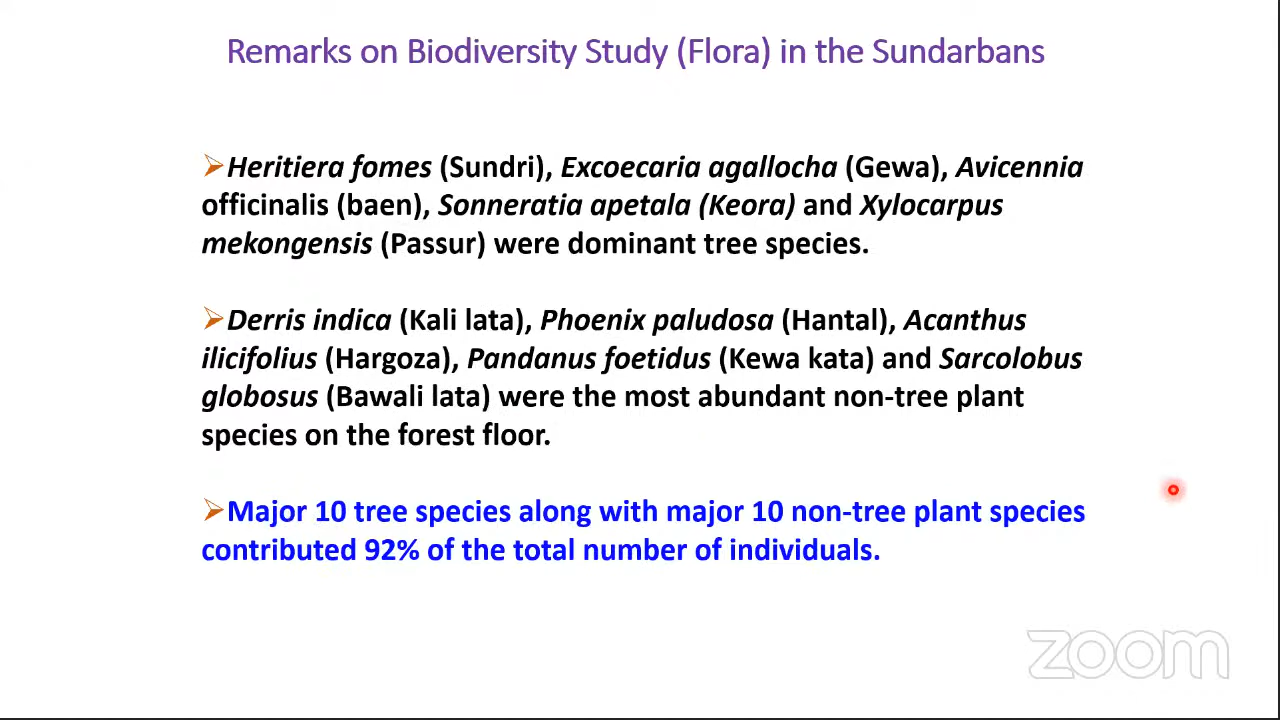 Remarks on Biodiversity Study (Flora) in the Sundarbans
➢Heritiera fomes (Sundri), Excoecaria agallocha (Gewa), Avicennia
officinalis (baen), Sonneratia apetala (Keora) and Xylocarpus
mekongensis (Passur) were dominant tree species.
➢Derris indica (Kali lata), Phoenix paludosa (Hantal), Acanthus
ilicifolius (Hargoza), Pandanus foetidus (Kewa kata) and Sarcolobus
globosus (Bawali lata) were the most abundant non-tree plant
species on the forest floor.
➢Major 10 tree species along with major 10 non-tree plant species
contributed 92% of the total number of individuals.
zoom